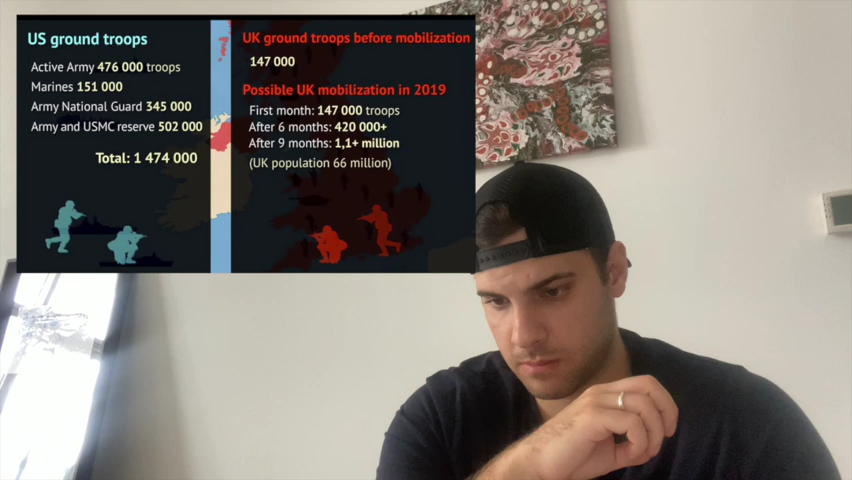 US ground troops
Active Army 476 000 troops
Marines 151 000
Army National Guard 345 000
Army and USMC reserve 502 000
Total: 1 474 000
UK ground troops before mobilization
147 000
Possible UK mobilization in 2019
First month: 147 000 troops
After 6 months: 420 000+
After 9 months: 1,1+ million
(UK population 66 million)